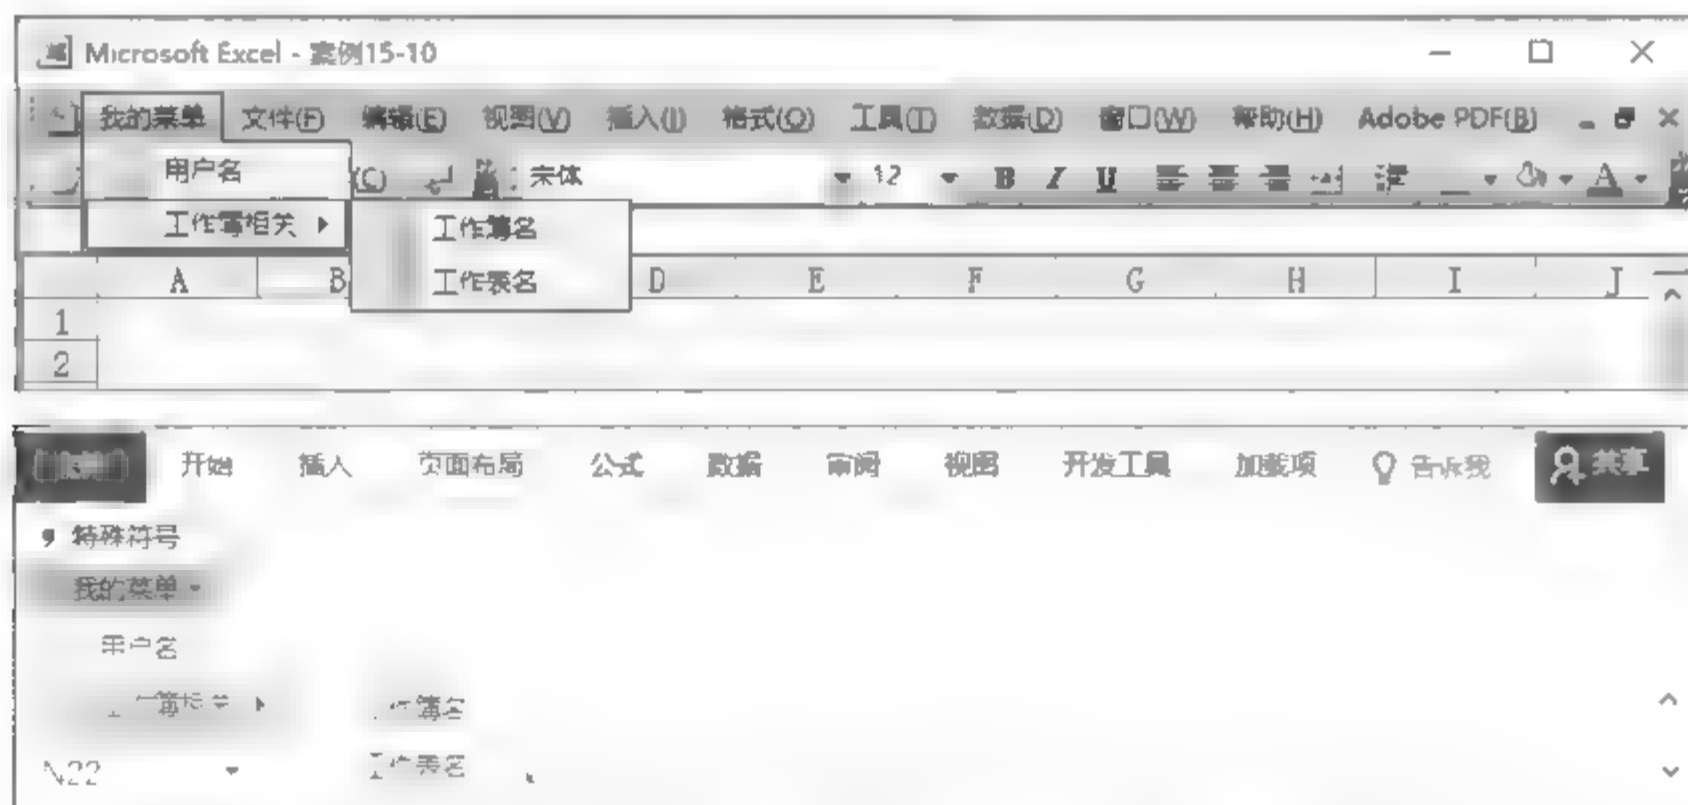 Microsoft Excel - 案例15-10
我的菜单 文件(F) 编辑(E) 视图(V) 插入(I) 格式(O) 工具(T) 数据(D) 窗口(W) 帮助(H) Adobe PDF(B)
用户名 (C) 宋体 12 B I U A
工作簿相关 工作簿名
工作表名
A B D E F G H I J
1
2
开始 插入 页面布局 公式 数据 审阅 视图 开发工具 加载项 告诉我 共享
特殊符号
我的菜单
用户名
工作簿名
N22 工作表名